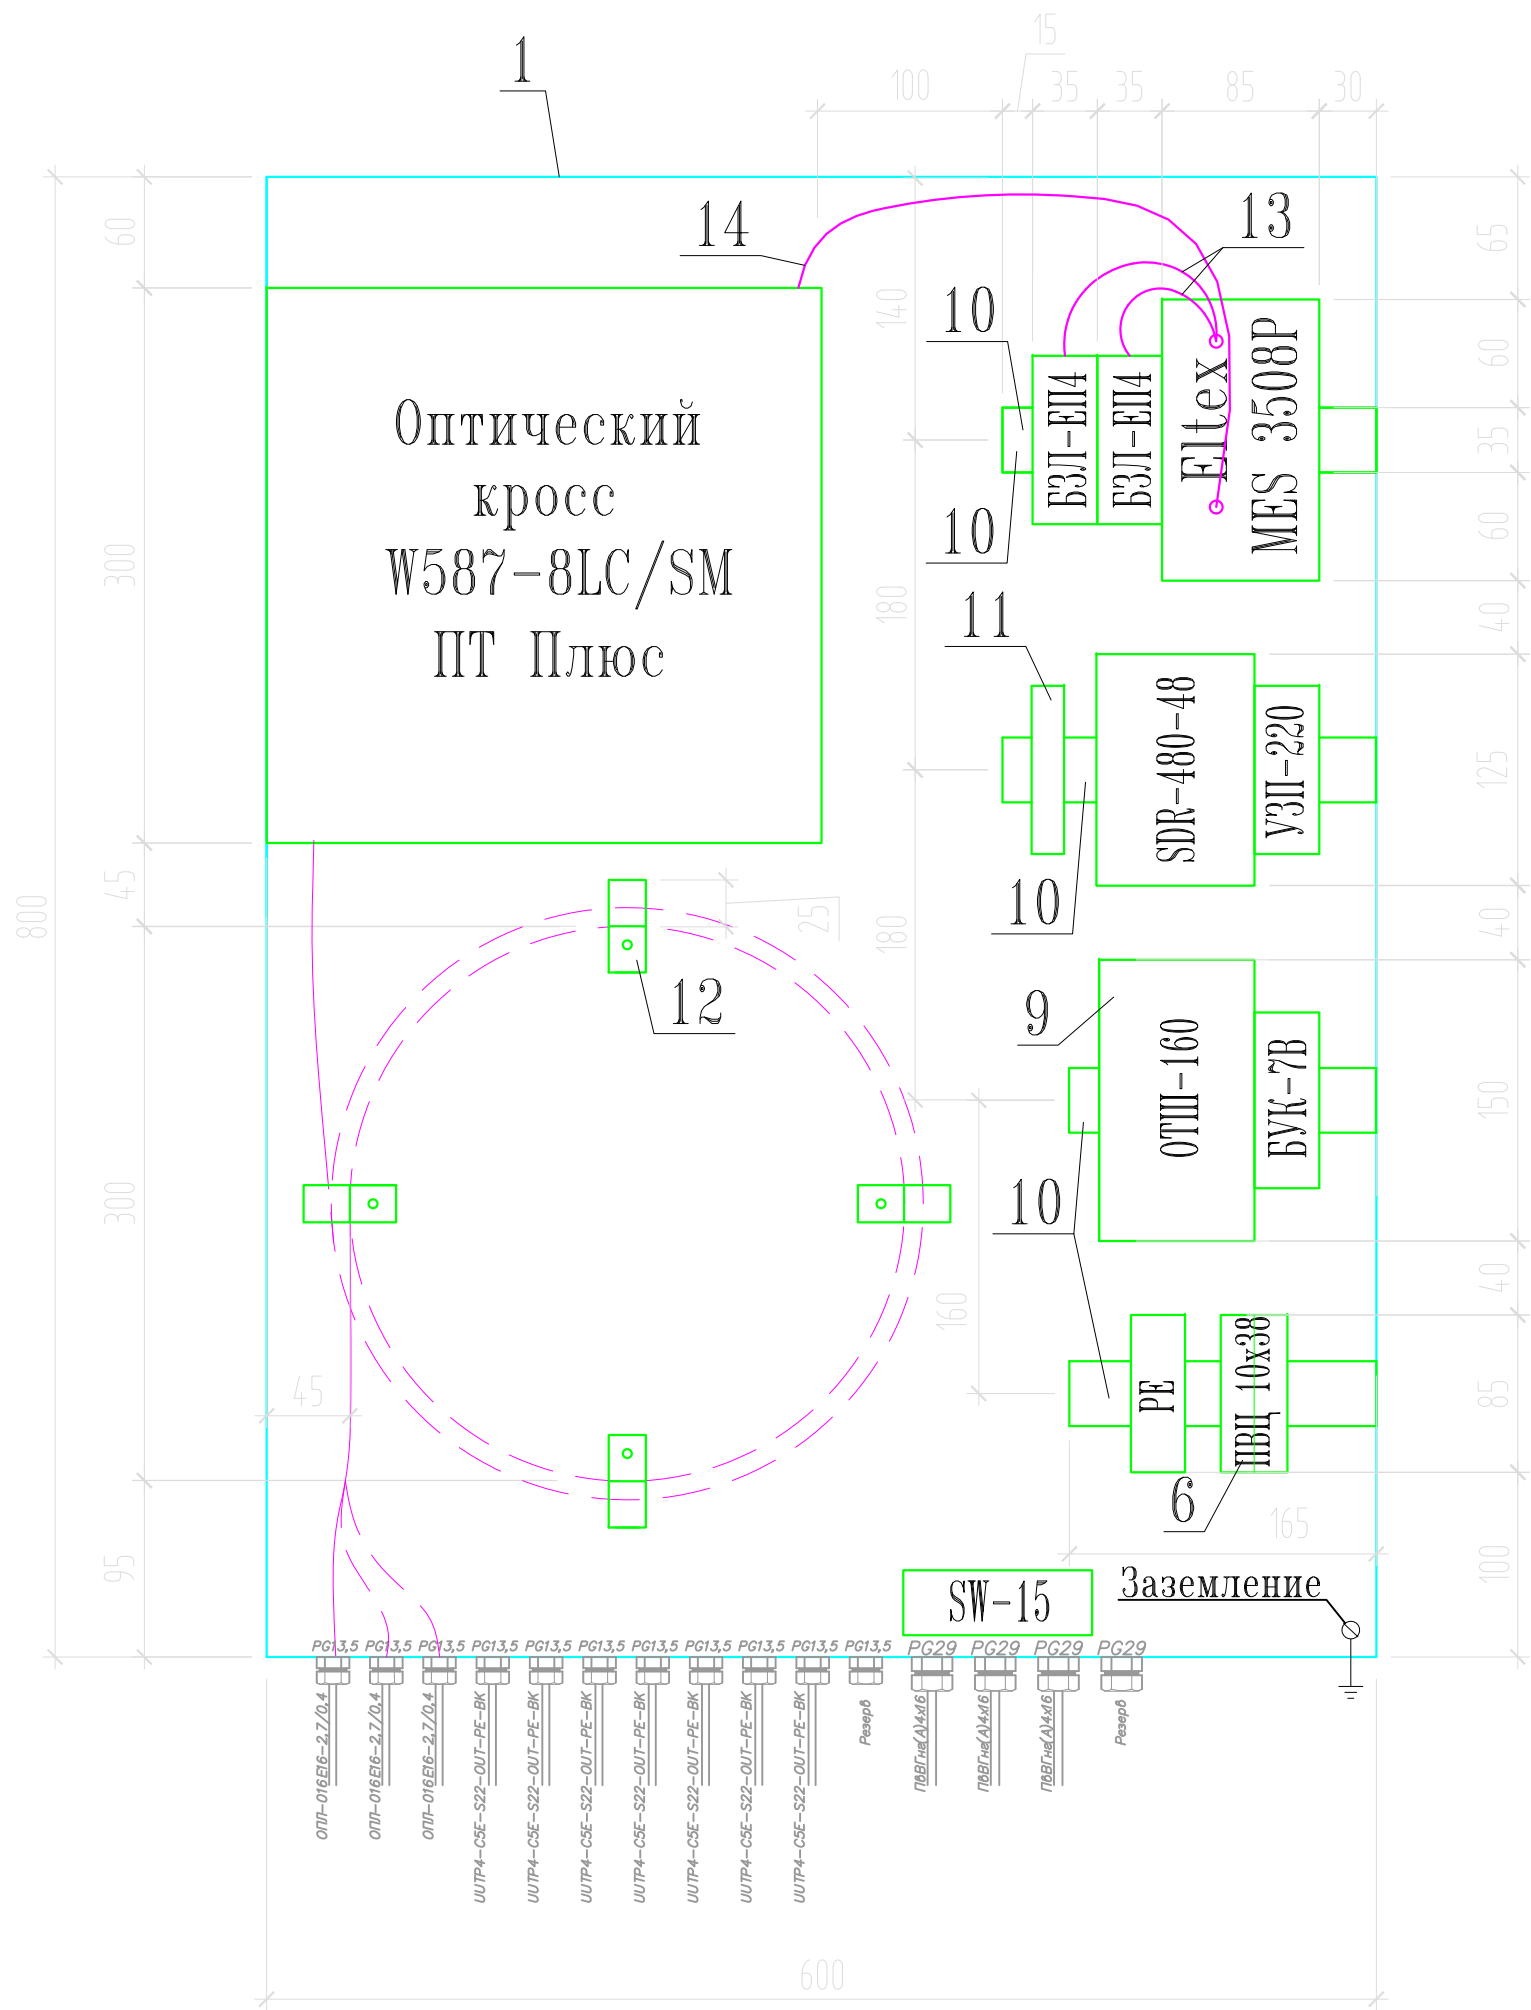 15
1
100
35
35
85
30
60
14
13
65
140
10
БЗЛ-ЕП4
БЗЛ-ЕП4
Eltex
MES 3508P
60
35
60
10
Оптический
кросс
W587-8LC/SM
ПТ Плюс
300
180
11
40
SDR-480-48
УЗП-220
125
10
45
800
25
180
40
12
9
ОТШ-160
БУК-7В
150
300
10
160
40
45
PE
ПВЦ 10х38
85
6
165
95
100
SW-15
Заземление
PG13,5
PG13,5
PG13,5
PG13,5
PG13,5
PG13,5
PG13,5
PG13,5
PG13,5
PG13,5
PG13,5
PG29
PG29
PG29
PG29
ОПЛ-016Е16-2,7/0,4
ОПЛ-016Е16-2,7/0,4
ОПЛ-016Е16-2,7/0,4
UUTP4-C5E-S22-OUT-PE-BK
UUTP4-C5E-S22-OUT-PE-BK
UUTP4-C5E-S22-OUT-PE-BK
UUTP4-C5E-S22-OUT-PE-BK
UUTP4-C5E-S22-OUT-PE-BK
UUTP4-C5E-S22-OUT-PE-BK
UUTP4-C5E-S22-OUT-PE-BK
Резерв
ПвВГнг(А)4х16
ПвВГнг(А)4х16
ПвВГнг(А)4х16
Резерв
600